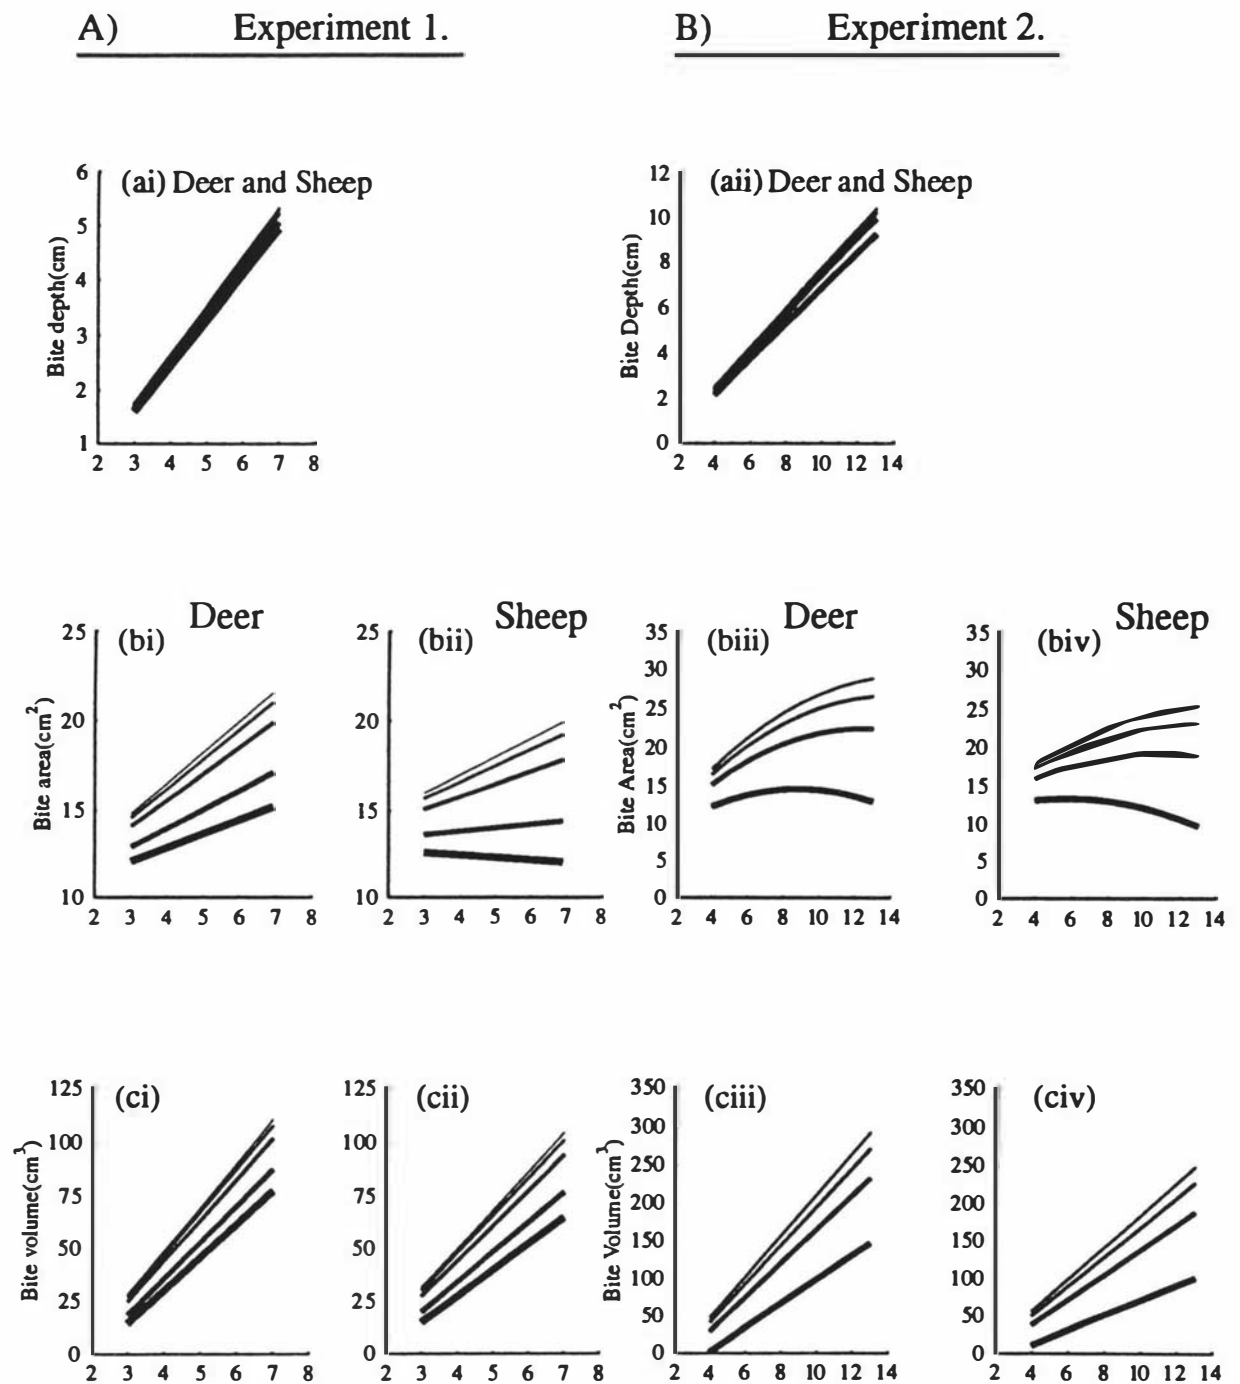 A) Experiment 1. B) Experiment 2.
(ai) Deer and Sheep
Bite depth(cm)
6
5
4
3
2
1
2 3 4 5 6 7 8
(aii) Deer and Sheep
Bite Depth(cm)
12
10
8
6
4
2
0
2 4 6 8 10 12 14
Deer
(bi)
Bite area(cm²)
25
20
15
10
2 3 4 5 6 7 8
Sheep
(bii)
25
20
15
10
2 3 4 5 6 7 8
Deer
(biii)
Bite Area(cm²)
35
30
25
20
15
10
5
0
2 4 6 8 10 12 14
Sheep
(biv)
35
30
25
20
15
10
5
0
2 4 6 8 10 12 14
(ci)
Bite volume(cm³)
125
100
75
50
25
0
2 3 4 5 6 7 8
(cii)
125
100
75
50
25
0
2 3 4 5 6 7 8
(ciii)
Bite Volume(cm³)
350
300
250
200
150
100
50
0
2 4 6 8 10 12 14
(civ)
350
300
250
200
150
100
50
0
2 4 6 8 10 12 14